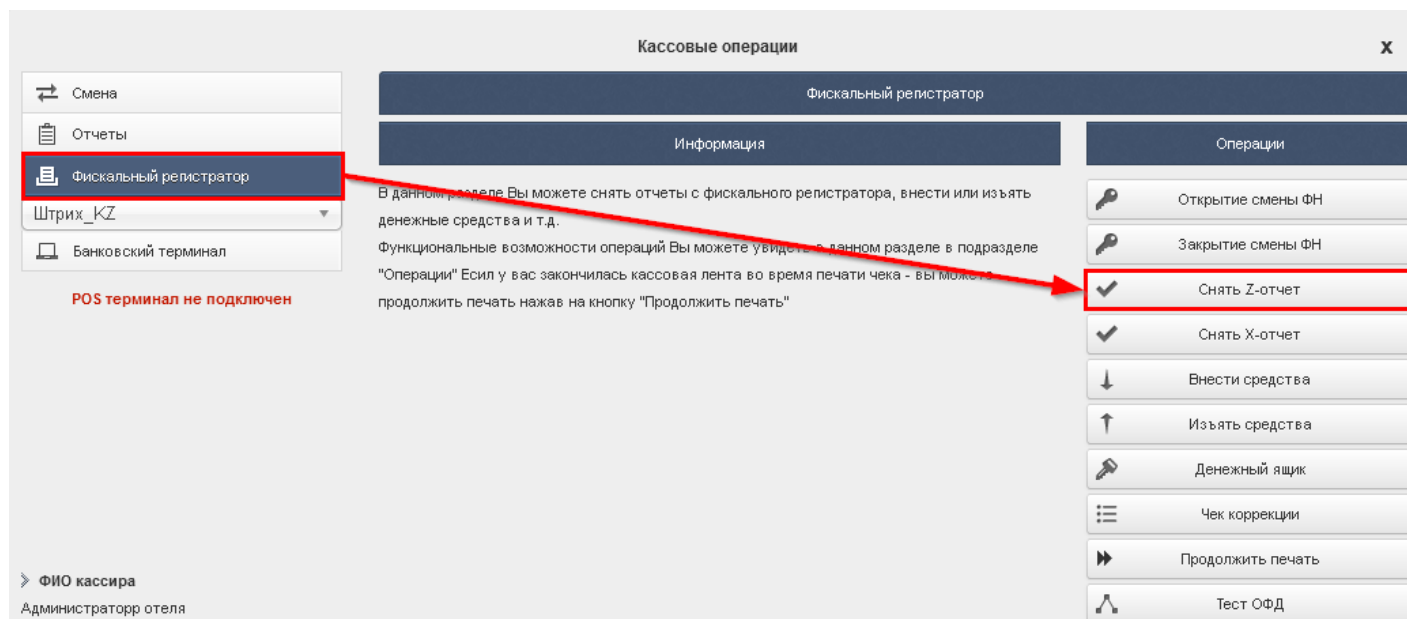 Кассовые операции
x
Смена
Отчеты
Фискальный регистратор
Штрих_KZ
Банковский терминал
POS терминал не подключен
ФИО кассира
Администраторр отеля
Фискальный регистратор
Информация
В данном разделе Вы можете снять отчеты с фискального регистратора, внести или изъять
денежные средства и т.д.
Функциональные возможности операций Вы можете увидеть в данном разделе в подразделе
"Операции" Есил у вас закончилась кассовая лента во время печати чека - вы можете
продолжить печать нажав на кнопку "Продолжить печать"
Операции
Открытие смены ФН
Закрытие смены ФН
Снять Z-отчет
Снять X-отчет
Внести средства
Изъять средства
Денежный ящик
Чек коррекции
Продолжить печать
Тест ОФД